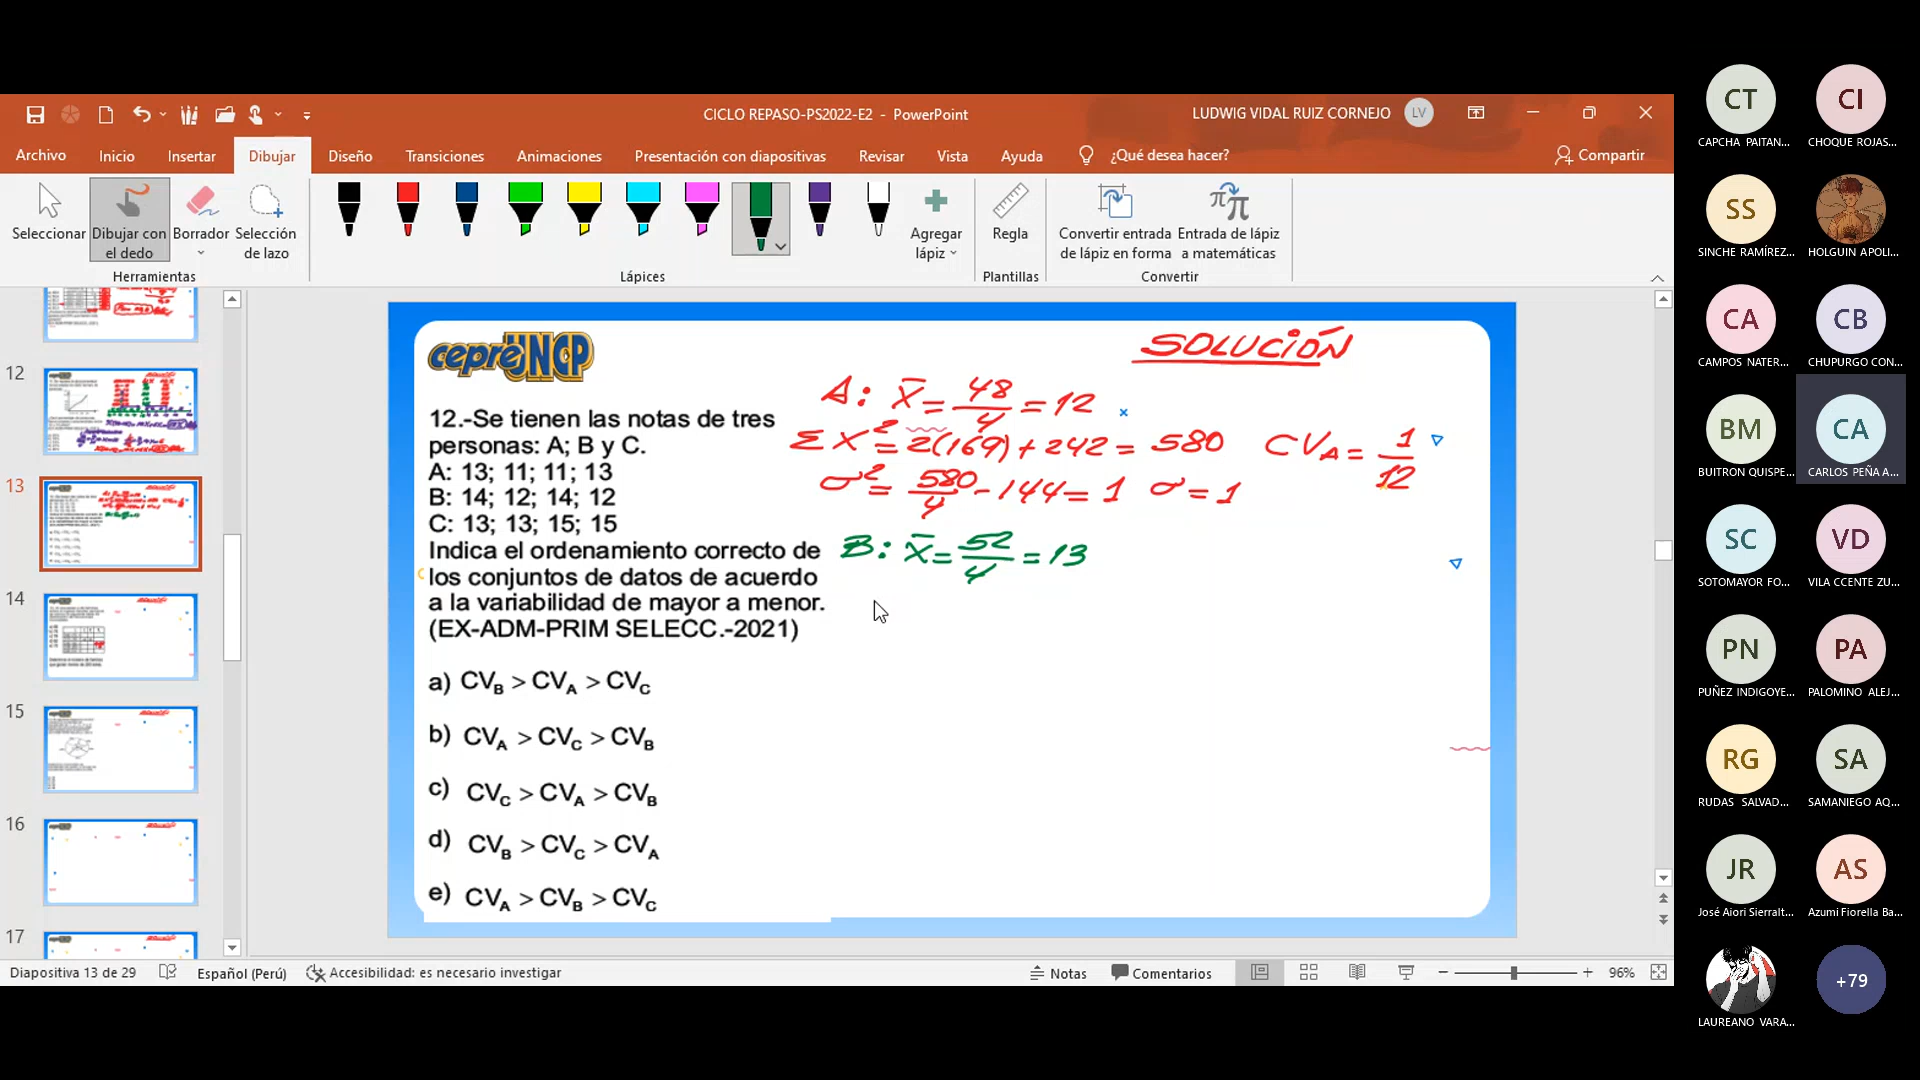 CICLO REPASO-PS2022-E2 - PowerPoint
LUDWIG VIDAL RUIZ CORNEJO
LV
Archivo Inicio Insertar Dibujar Diseño Transiciones Animaciones Presentación con diapositivas Revisar Vista Ayuda ¿Qué desea hacer? Compartir
Seleccionar
Dibujar con el dedo
Borrador
Selección de lazo
Agregar lápiz
Regla
Convertir entrada de lápiz en forma
Entrada de lápiz a matemáticas
Herramientas Lápices Plantillas Convertir
12
13
14
15
16
17
cepre UNCP
SOLUCIÓN
12.-Se tienen las notas de tres
personas: A; B y C.
A: 13; 11; 11; 13
B: 14; 12; 14; 12
C: 13; 13; 15; 15
Indica el ordenamiento correcto de
los conjuntos de datos de acuerdo
a la variabilidad de mayor a menor.
(EX-ADM-PRIM SELECC.-2021)
a) CV_B > CV_A > CV_C
b) CV_A > CV_C > CV_B
c) CV_C > CV_A > CV_B
d) CV_B > CV_C > CV_A
e) CV_A > CV_B > CV_C
A: x̄ = 48/4 = 12
Σx² = 2(169)+242 = 580 CV_A = 1/12
σ² = 580/4 - 144 = 1 σ = 1
B: x̄ = 52/4 = 13
Diapositiva 13 de 29 Español (Perú) Accesibilidad: es necesario investigar Notas Comentarios 96%
CT
CAPCHA PAITAN...
CI
CHOQUE ROJAS...
SS
SINCHE RAMÍREZ...
HOLGUIN APOLI...
CA
CAMPOS NATER...
CB
CHUPURGO CON...
BM
BUITRON QUISPE...
CA
CARLOS PEÑA A...
SC
SOTOMAYOR FO...
VD
VILA CCENTE ZU...
PN
PUÑEZ INDIGOYE...
PA
PALOMINO ALEJ...
RG
RUDAS SALVAD...
SA
SAMANIEGO AQ...
JR
José Aiori Sierralt...
AS
Azumi Fiorella Ba...
LAUREANO VARA...
+79